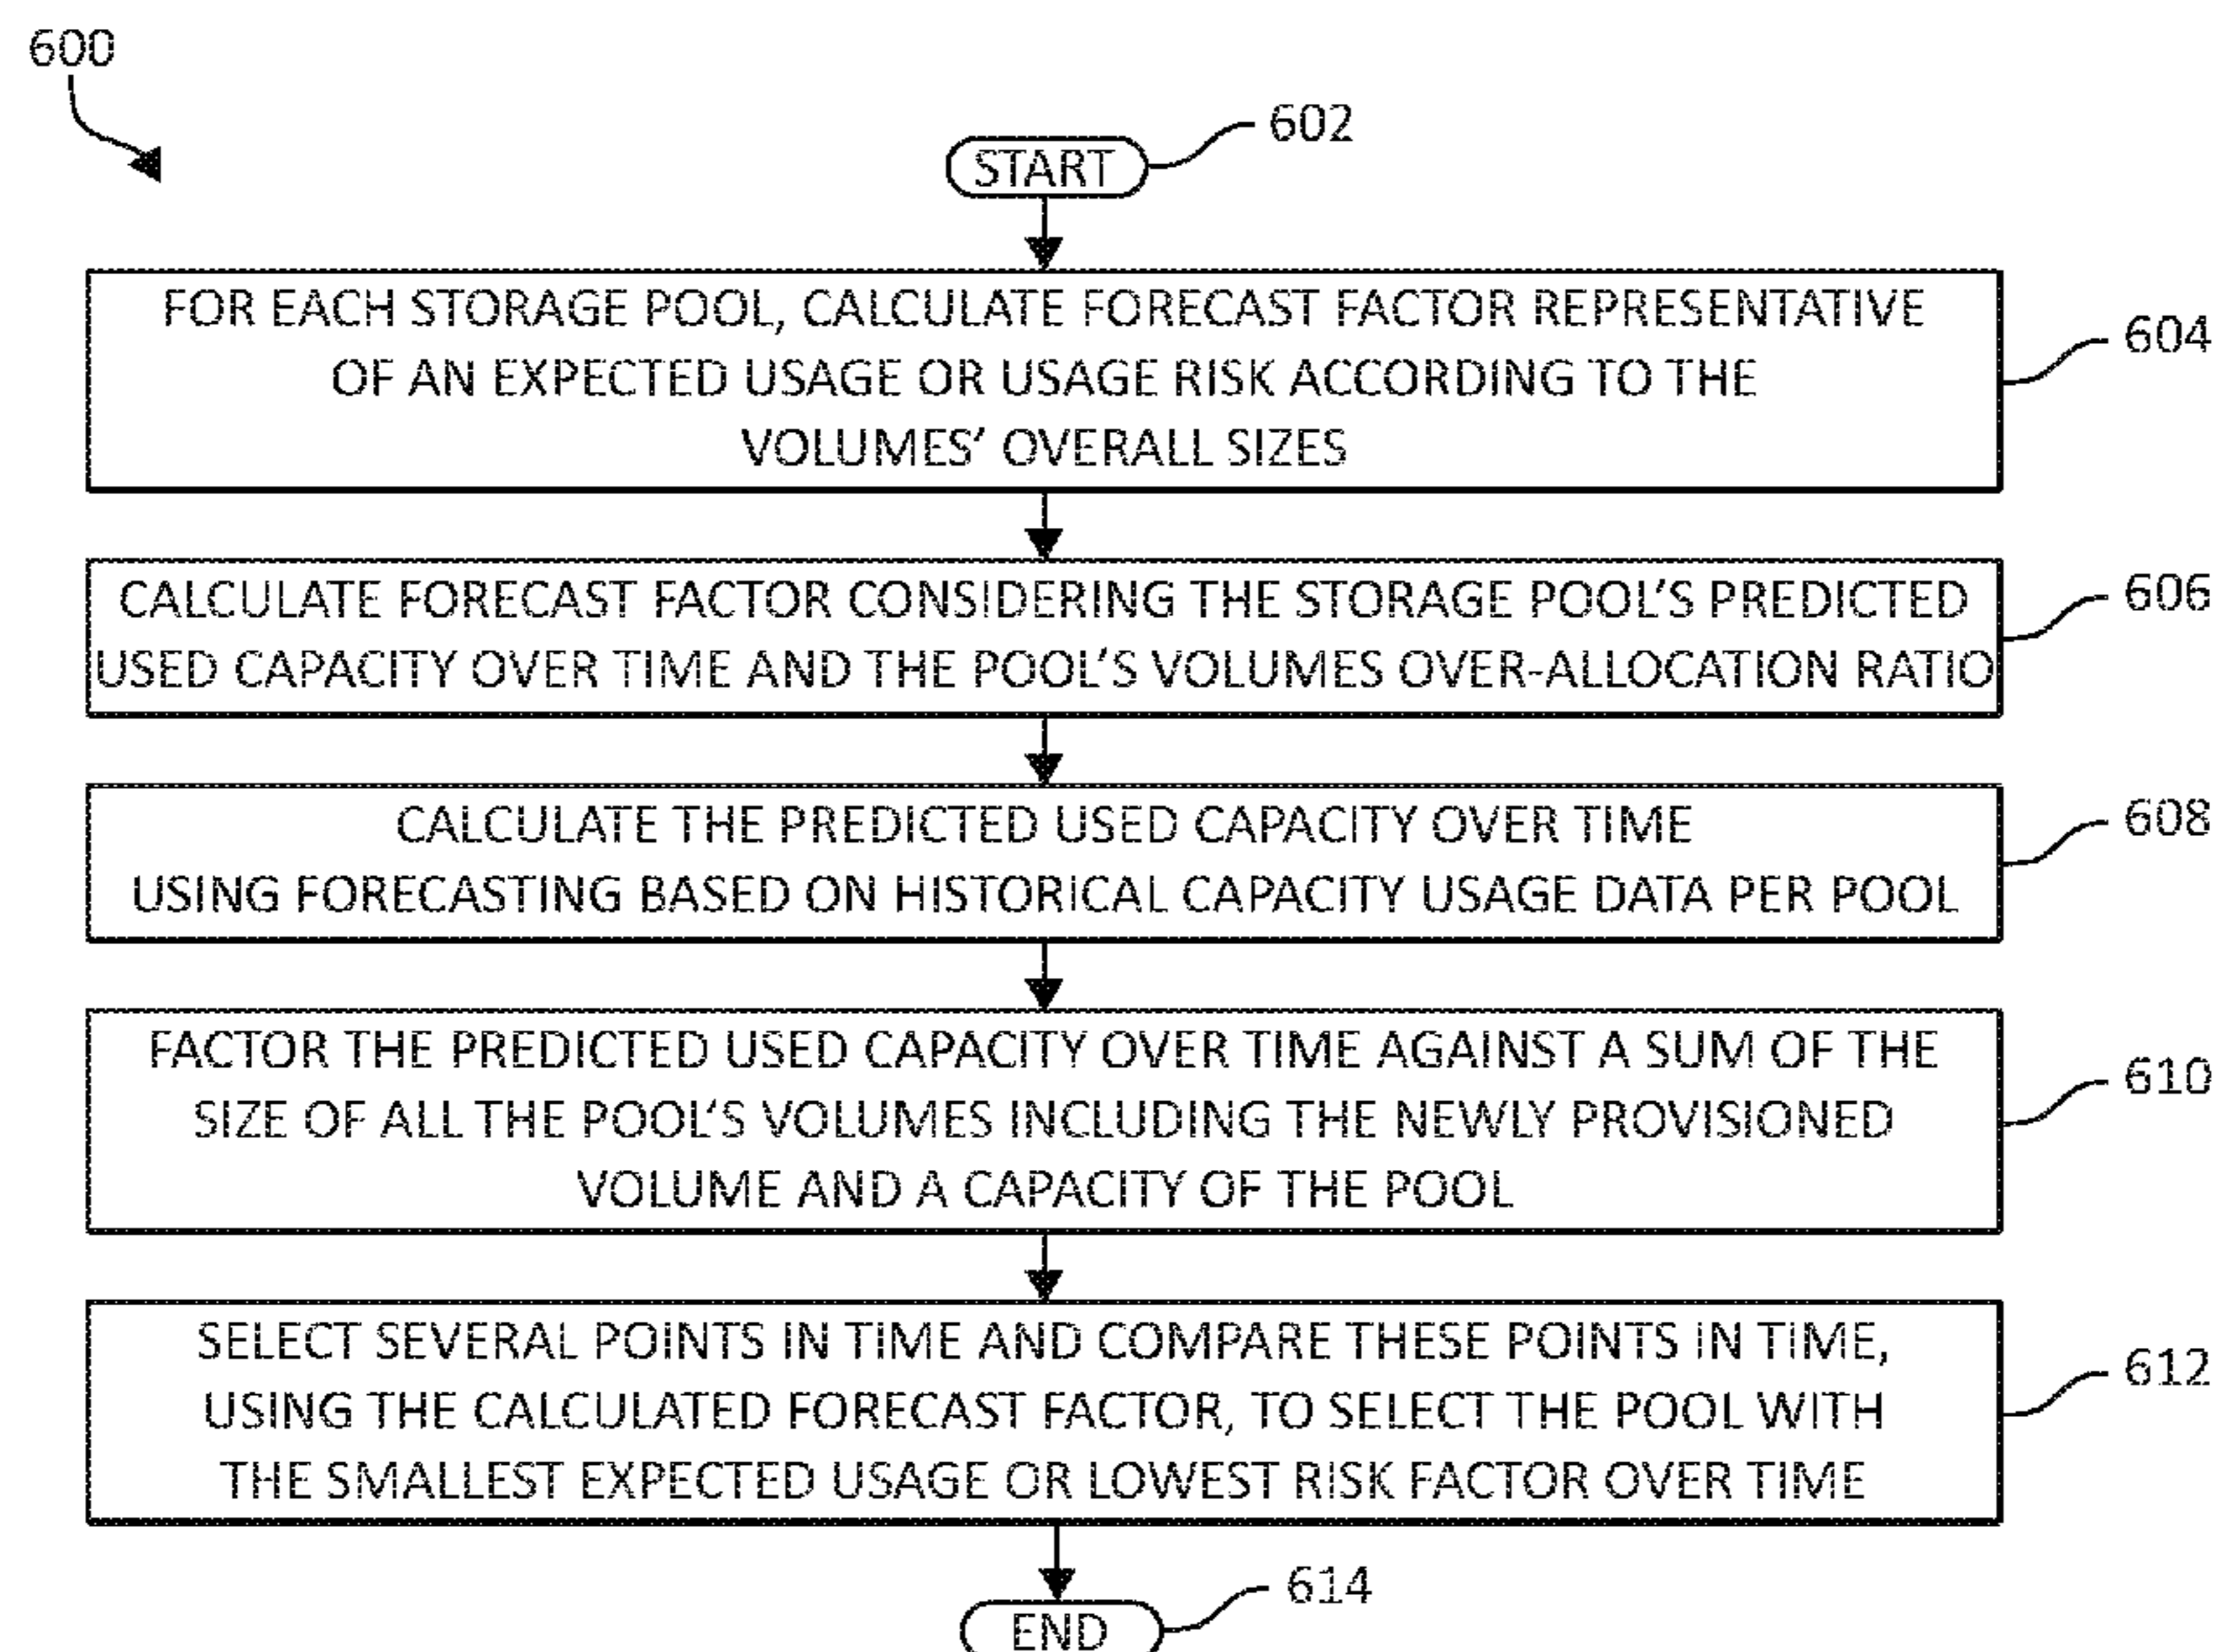 600
602
START
FOR EACH STORAGE POOL, CALCULATE FORECAST FACTOR REPRESENTATIVE
OF AN EXPECTED USAGE OR USAGE RISK ACCORDING TO THE
VOLUMES' OVERALL SIZES
604
CALCULATE FORECAST FACTOR CONSIDERING THE STORAGE POOL'S PREDICTED
USED CAPACITY OVER TIME AND THE POOL'S VOLUMES OVER-ALLOCATION RATIO
606
CALCULATE THE PREDICTED USED CAPACITY OVER TIME
USING FORECASTING BASED ON HISTORICAL CAPACITY USAGE DATA PER POOL
608
FACTOR THE PREDICTED USED CAPACITY OVER TIME AGAINST A SUM OF THE
SIZE OF ALL THE POOL'S VOLUMES INCLUDING THE NEWLY PROVISIONED
VOLUME AND A CAPACITY OF THE POOL
610
SELECT SEVERAL POINTS IN TIME AND COMPARE THESE POINTS IN TIME,
USING THE CALCULATED FORECAST FACTOR, TO SELECT THE POOL WITH
THE SMALLEST EXPECTED USAGE OR LOWEST RISK FACTOR OVER TIME
612
614
END